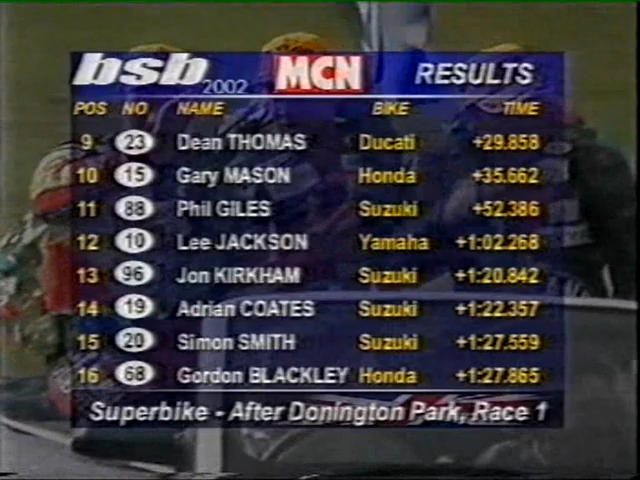 bsb 2002 MCN RESULTS
POS NO NAME BIKE TIME
9 23 Dean THOMAS Ducati +29.858
10 15 Gary MASON Honda +35.662
11 88 Phil GILES Suzuki +52.386
12 10 Lee JACKSON Yamaha +1:02.268
13 96 Jon KIRKHAM Suzuki +1:20.842
14 19 Adrian COATES Suzuki +1:22.357
15 20 Simon SMITH Suzuki +1:27.559
16 68 Gordon BLACKLEY Honda +1:27.865
Superbike - After Donington Park, Race 1